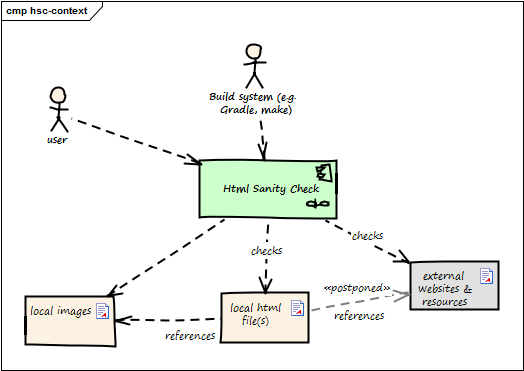 cmp hsc-context
Build system (e.g.
Gradle, make)
user
Html Sanity Check
checks
checks
«postponed»
external
Websites &
resources
local images
local html
file(s)
references
references